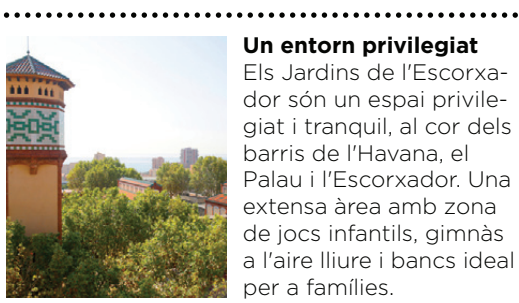 Un entorn privilegiat
Els Jardins de l'Escorxa-
dor són un espai privile-
giat i tranquil, al cor dels
barris de l'Havana, el
Palau i l'Escorxador. Una
extensa àrea amb zona
de jocs infantils, gimnàs
a l'aire lliure i bancs ideal
per a famílies.